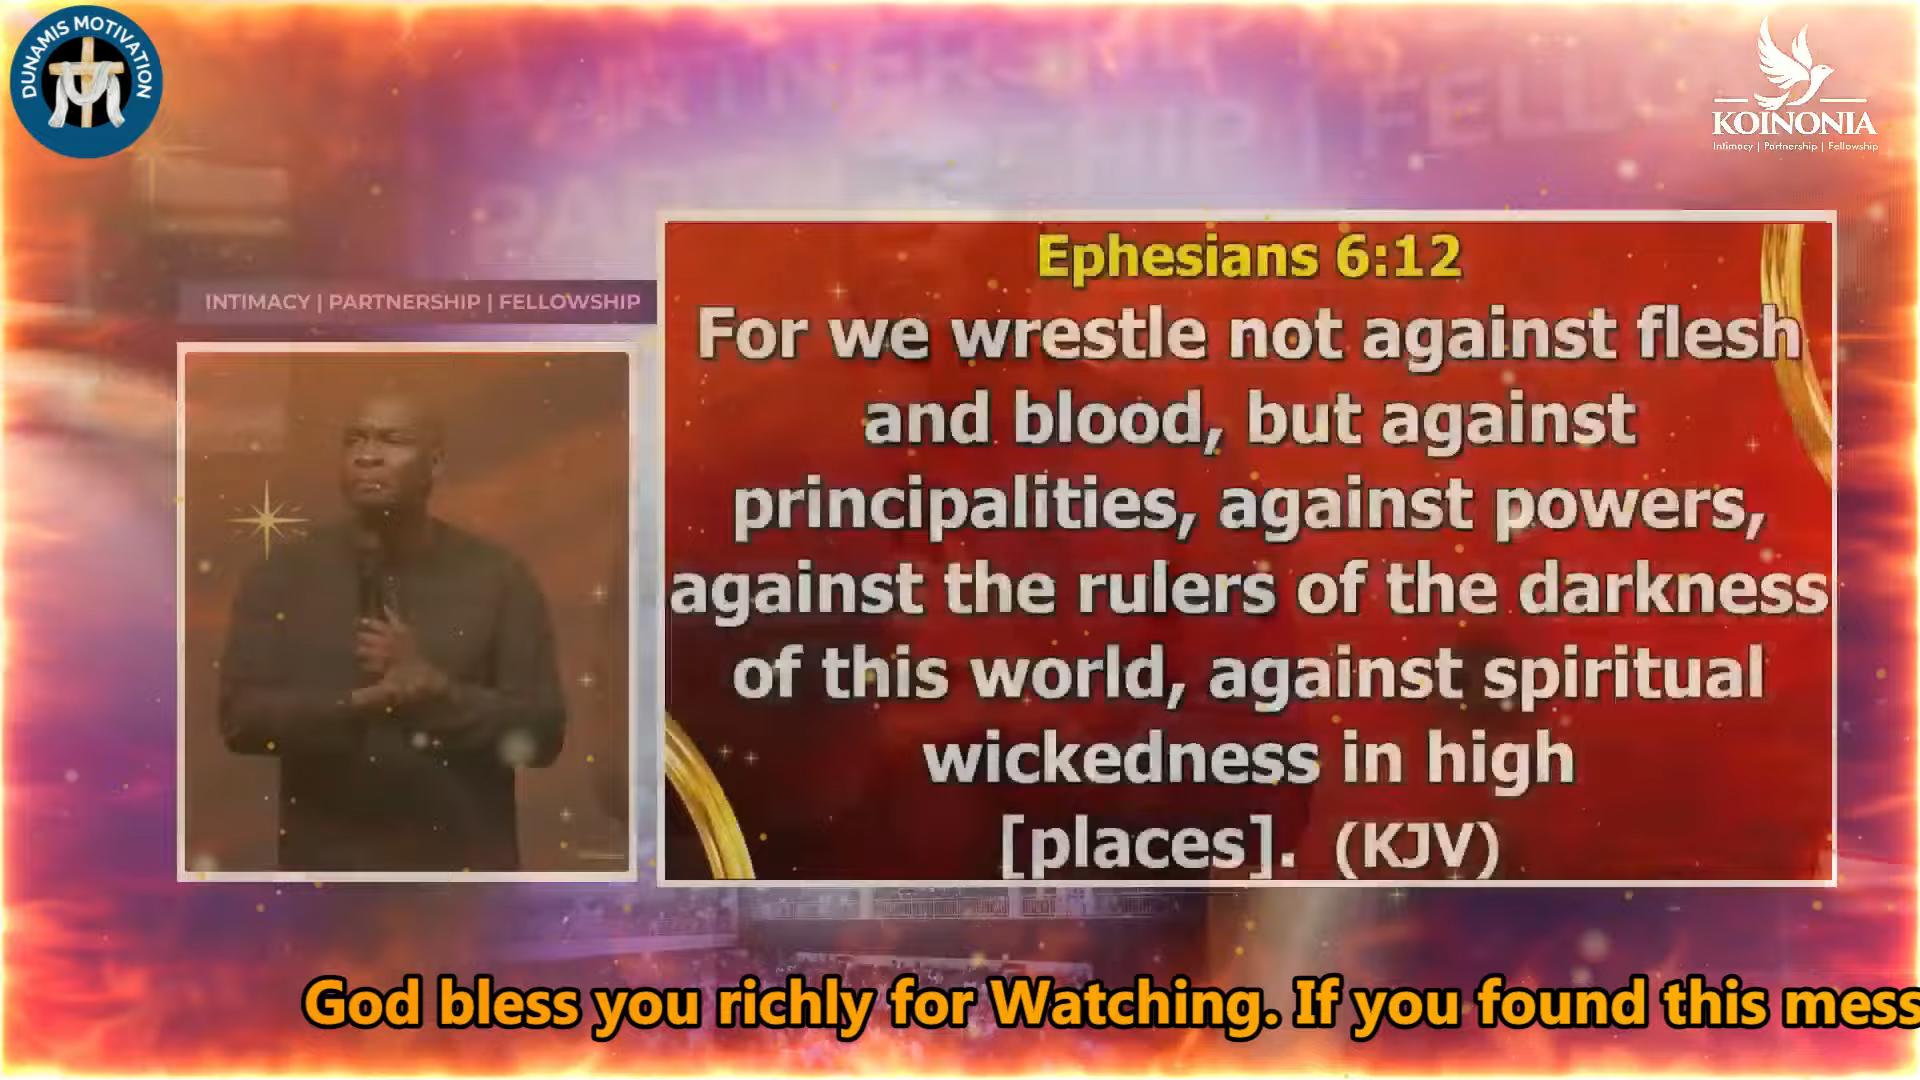 DUNAMIS MOTIVATION
KOINONIA
Intimacy | Partnership | Fellowship
INTIMACY | PARTNERSHIP | FELLOWSHIP
Ephesians 6:12
For we wrestle not against flesh
and blood, but against
principalities, against powers,
against the rulers of the darkness
of this world, against spiritual
wickedness in high
[places]. (KJV)
God bless you richly for Watching. If you found this mess